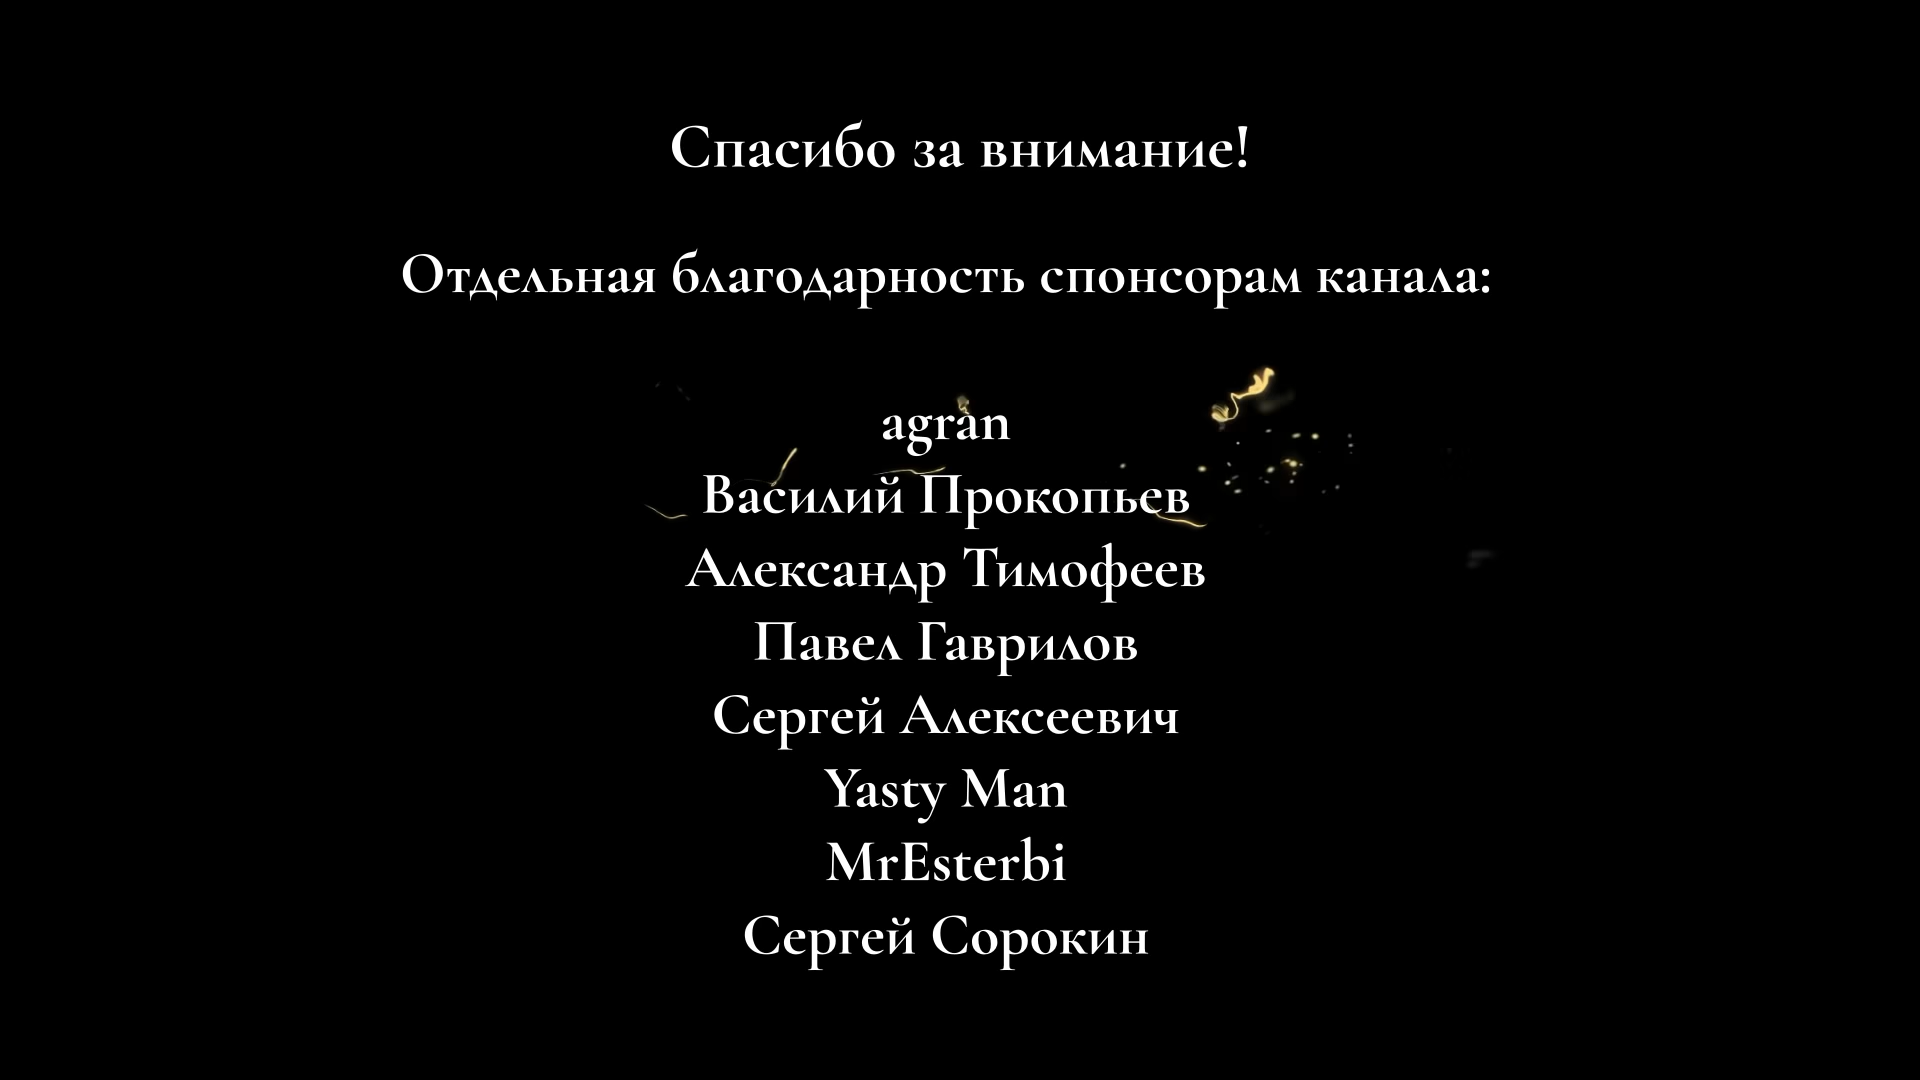 Спасибо за внимание!
Отдельная благодарность спонсорам канала:
agran
Василий Прокопьев
Александр Тимофеев
Павел Гаврилов
Сергей Алексеевич
Yasty Man
MrEsterbi
Сергей Сорокин